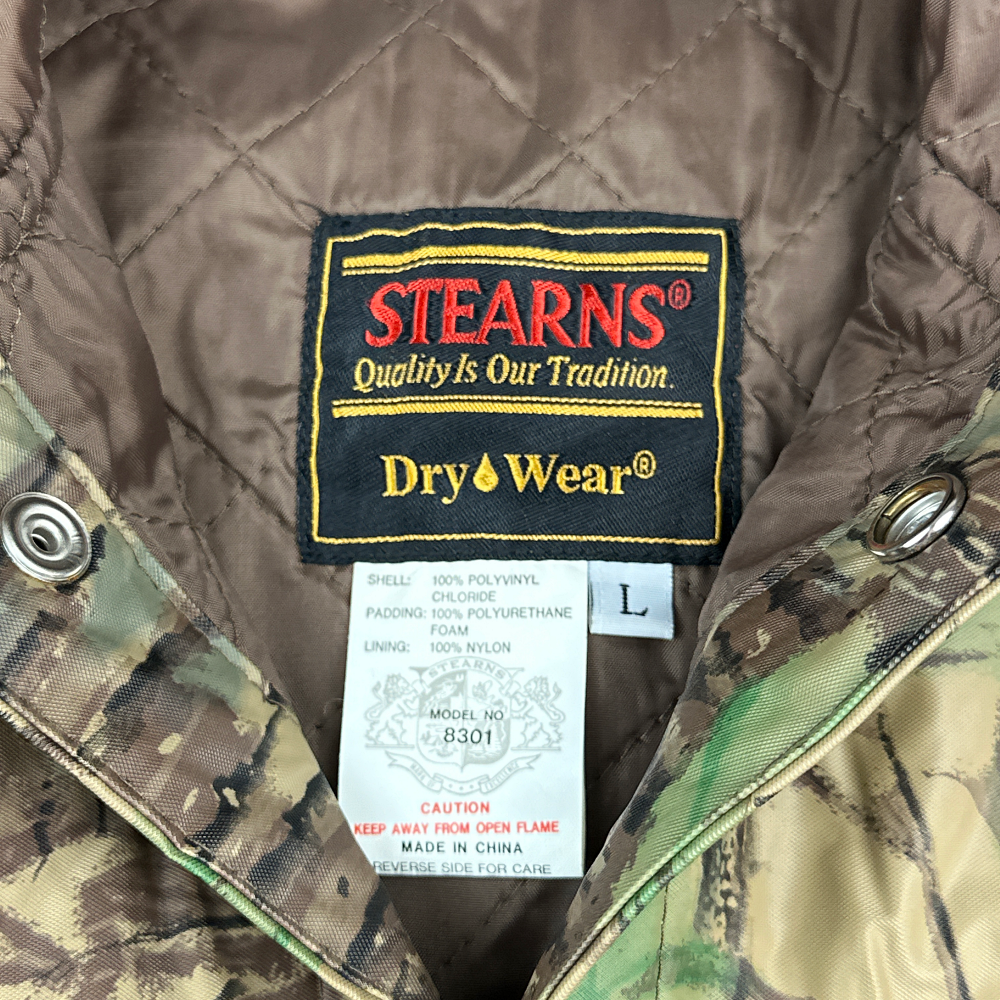 STEARNS®
Quality Is Our Tradition.
Dry Wear®
SHELL: 100% POLYVINYL
CHLORIDE
PADDING: 100% POLYURETHANE
FOAM
LINING: 100% NYLON
L
STEARNS
MODEL NO
8301
CAUTION
KEEP AWAY FROM OPEN FLAME
MADE IN CHINA
REVERSE SIDE FOR CARE